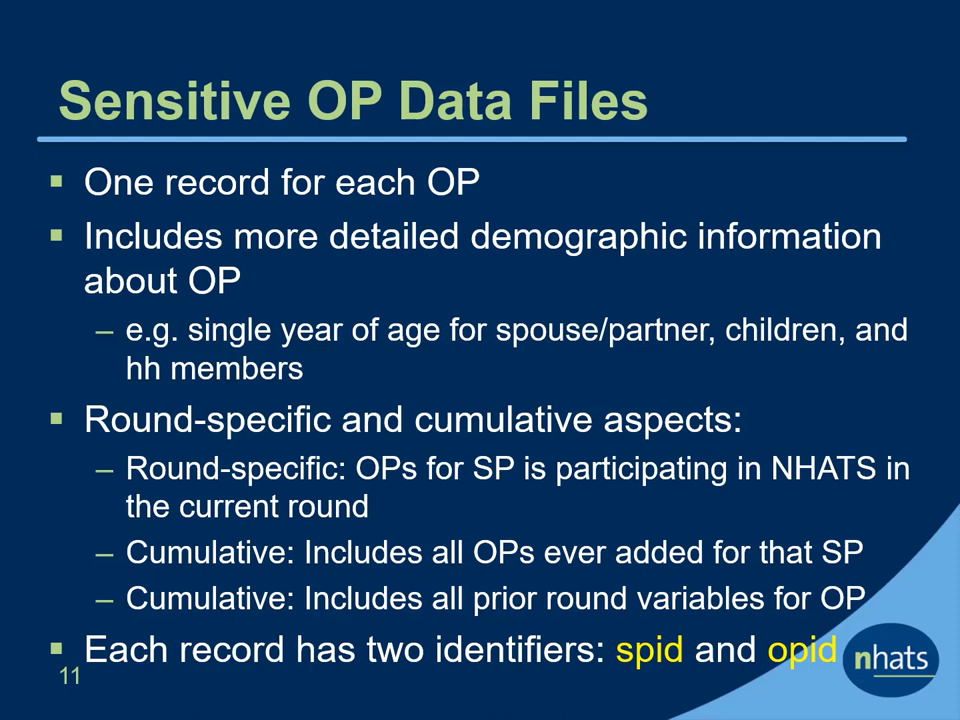 Sensitive OP Data Files
▪ One record for each OP
▪ Includes more detailed demographic information
about OP
– e.g. single year of age for spouse/partner, children, and
hh members
▪ Round-specific and cumulative aspects:
– Round-specific: OPs for SP is participating in NHATS in
the current round
– Cumulative: Includes all OPs ever added for that SP
– Cumulative: Includes all prior round variables for OP
▪ Each record has two identifiers: spid and opid
11
nhats